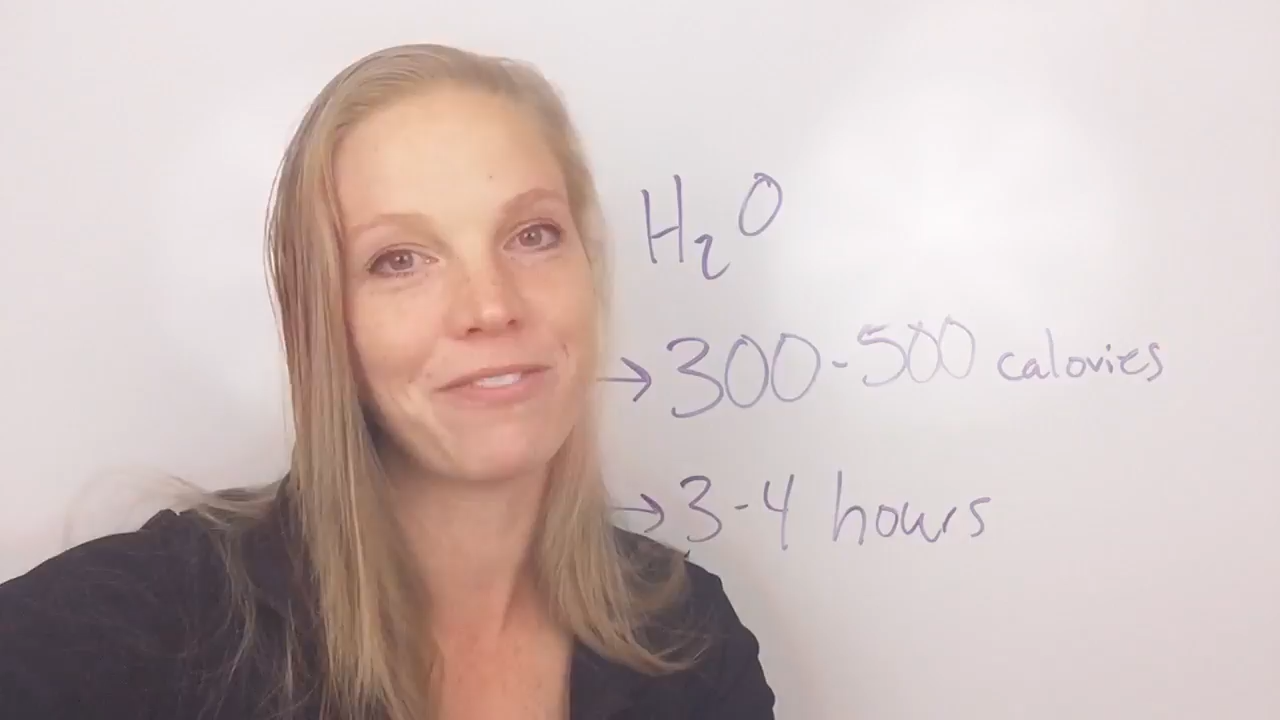 H₂O
→ 300-500 calories
→ 3-4 hours